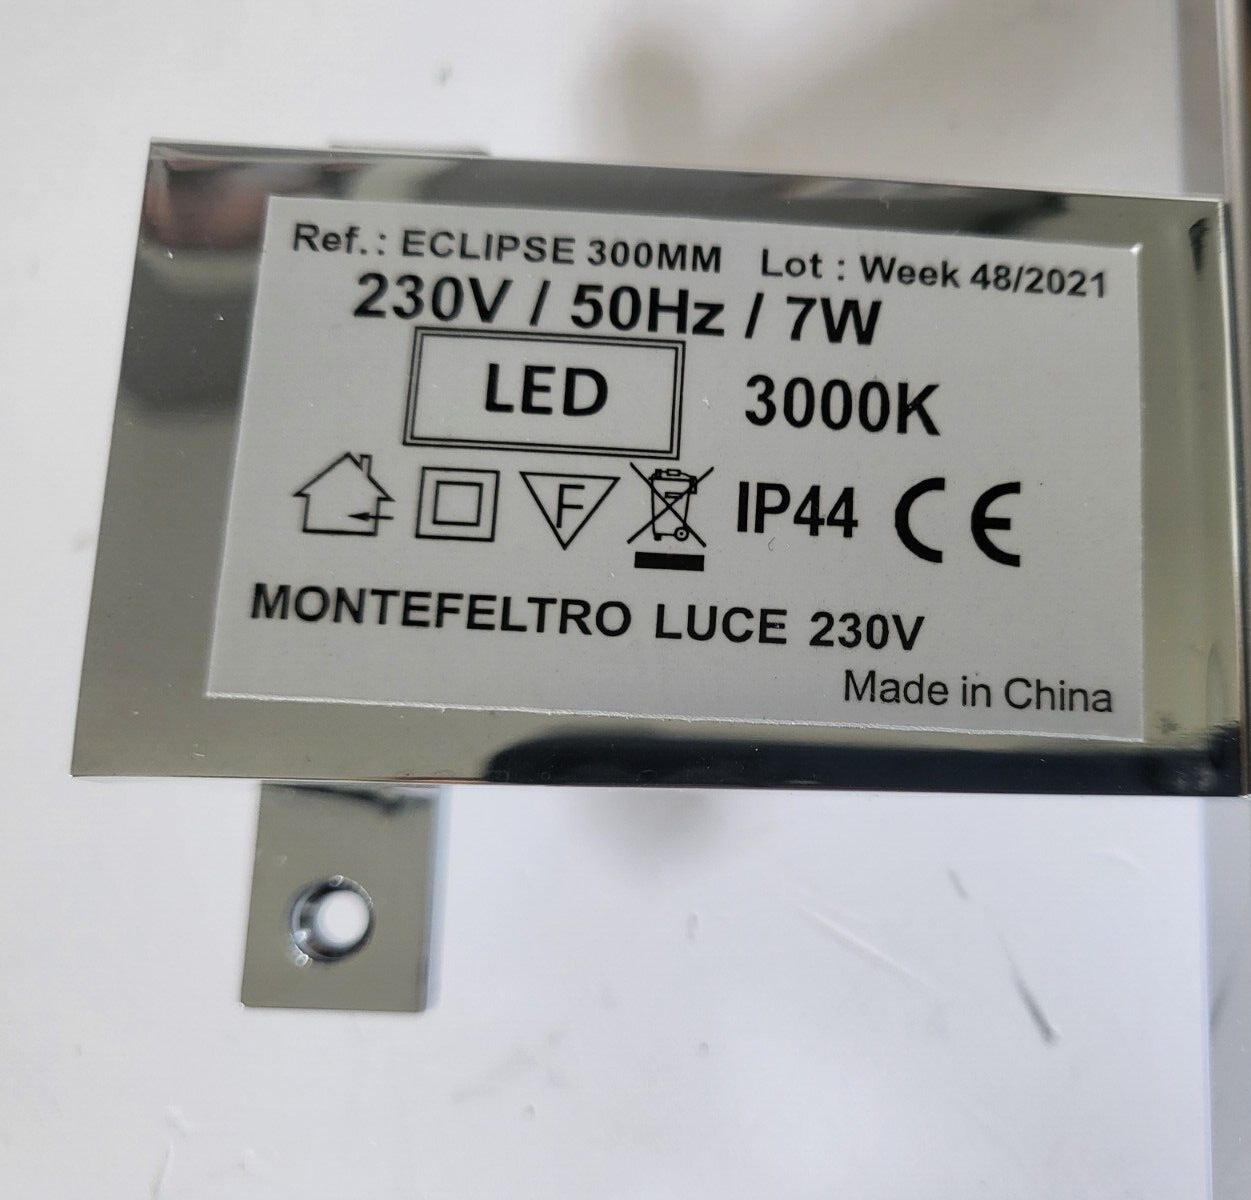 Ref.: ECLIPSE 300MM Lot : Week 48/2021
230V / 50Hz / 7W
LED 3000K
F IP44 CE
MONTEFELTRO LUCE 230V
Made in China